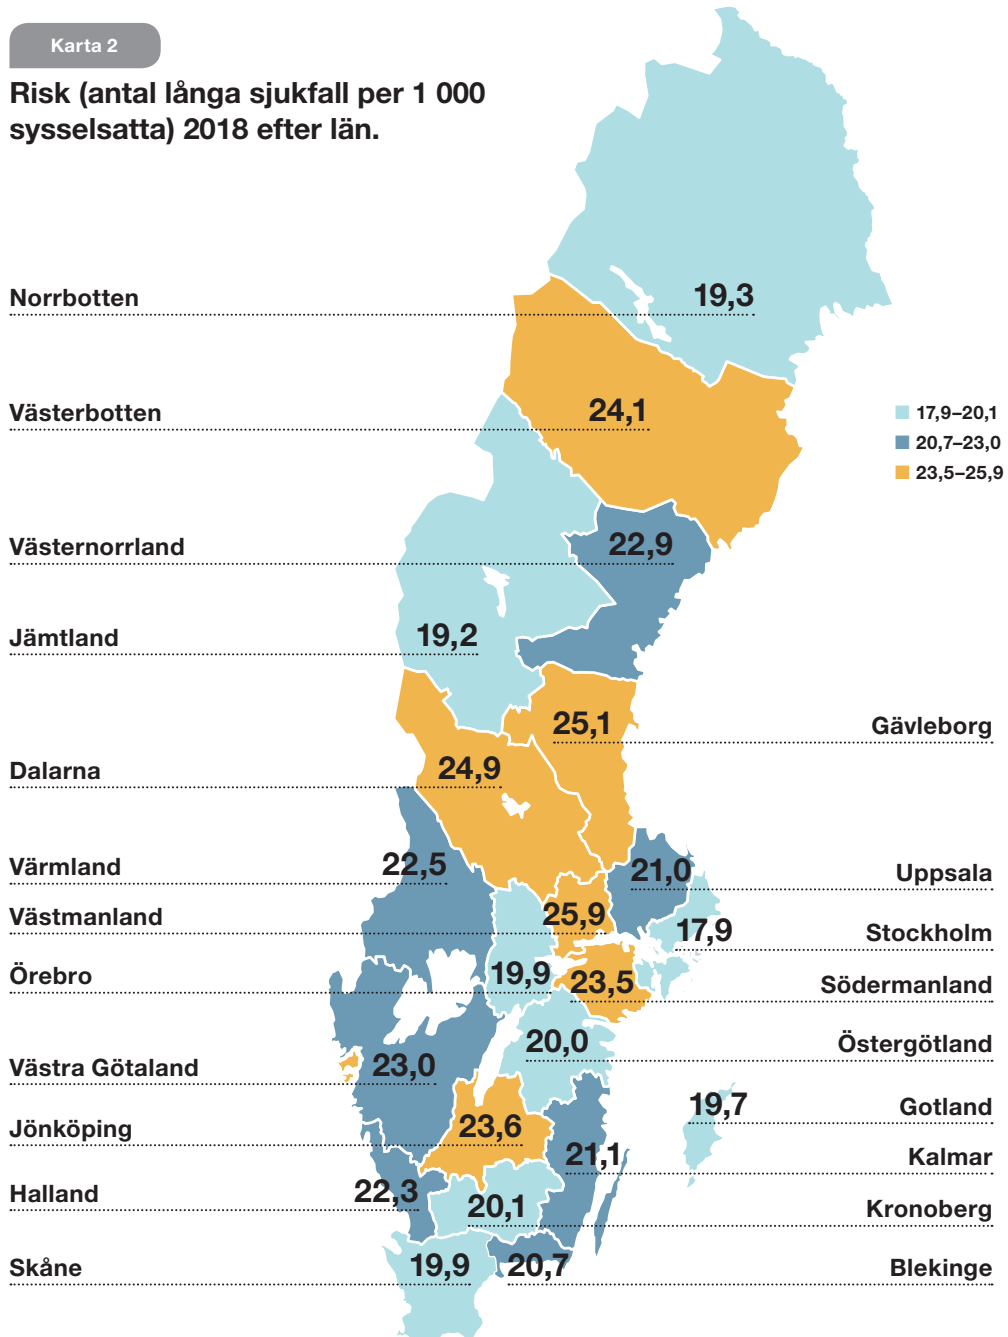 Karta 2
Risk (antal långa sjukfall per 1 000
sysselsatta) 2018 efter län.
Norrbotten 19,3
Västerbotten 24,1
17,9–20,1
20,7–23,0
23,5–25,9
Västernorrland 22,9
Jämtland 19,2
25,1 Gävleborg
Dalarna 24,9
Värmland 22,5
21,0 Uppsala
Västmanland 25,9
17,9 Stockholm
Örebro 19,9
23,5 Södermanland
20,0 Östergötland
Västra Götaland 23,0
19,7 Gotland
Jönköping 23,6
21,1 Kalmar
Halland 22,3
20,1 Kronoberg
Skåne 19,9
20,7 Blekinge